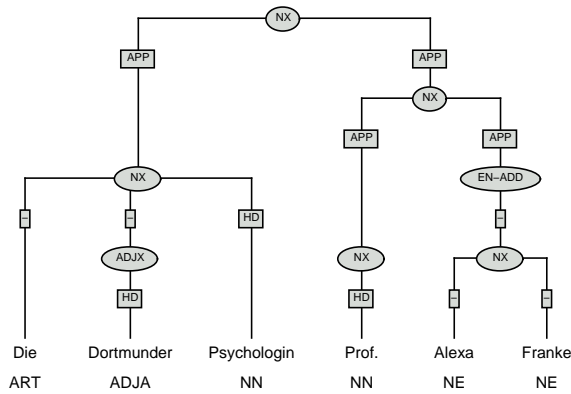 NX
APP APP
NX
APP APP
NX EN–ADD
– – HD –
ADJX NX NX
HD HD – –
Die Dortmunder Psychologin Prof. Alexa Franke
ART ADJA NN NN NE NE